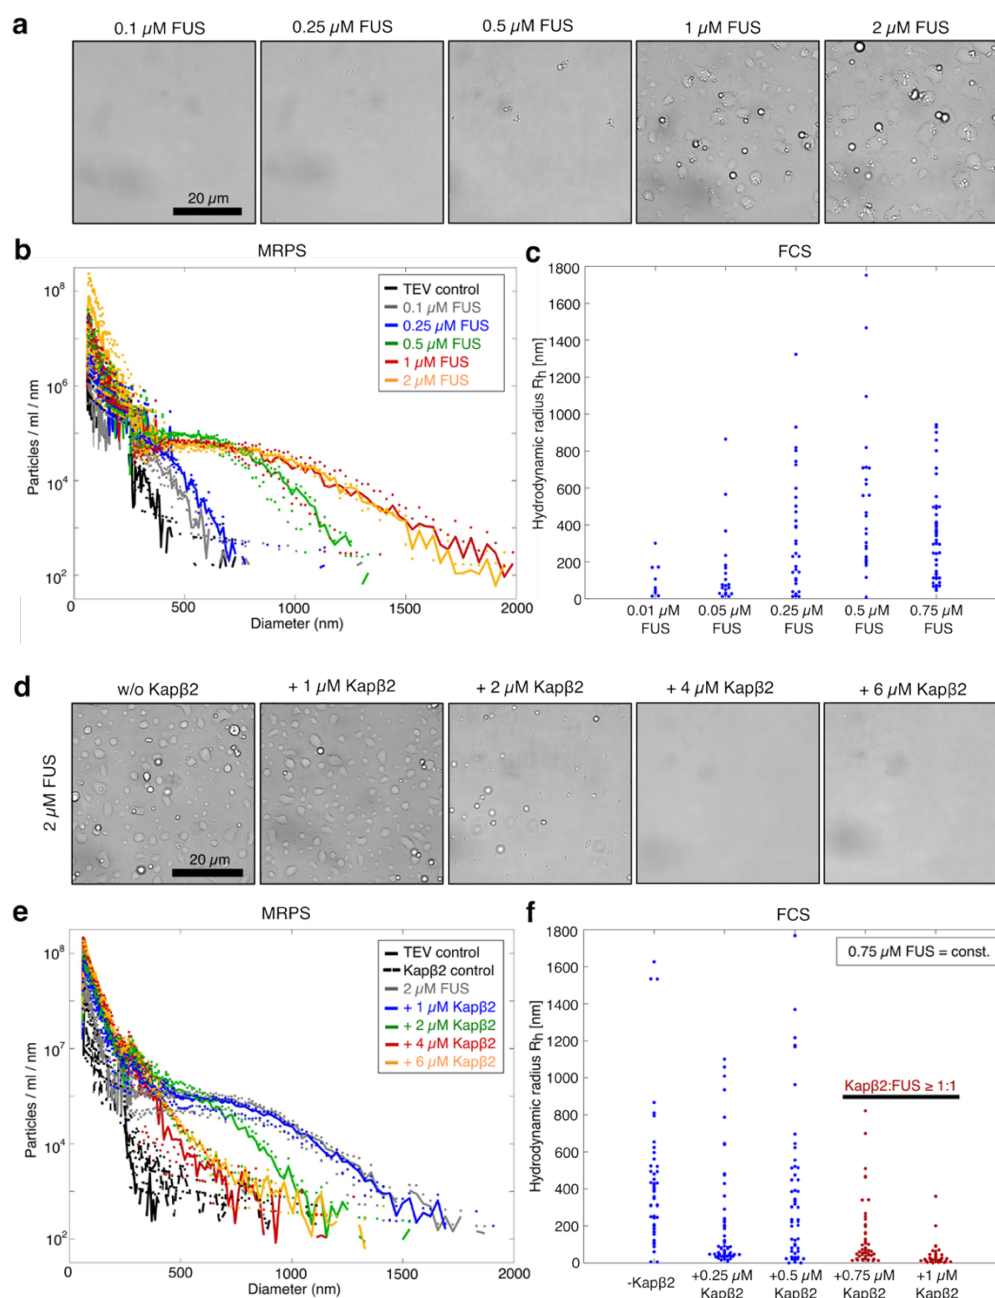 a
0.1 µM FUS
0.25 µM FUS
0.5 µM FUS
1 µM FUS
2 µM FUS
20 µm
b
MRPS
Particles / ml / nm
10⁸
10⁶
10⁴
10²
0
500
1000
1500
2000
Diameter (nm)
TEV control
0.1 µM FUS
0.25 µM FUS
0.5 µM FUS
1 µM FUS
2 µM FUS
c
FCS
Hydrodynamic radius Rₕ [nm]
1800
1600
1400
1200
1000
800
600
400
200
0
0.01 µM
FUS
0.05 µM
FUS
0.25 µM
FUS
0.5 µM
FUS
0.75 µM
FUS
d
w/o Kapβ2
+ 1 µM Kapβ2
+ 2 µM Kapβ2
+ 4 µM Kapβ2
+ 6 µM Kapβ2
2 µM FUS
20 µm
e
MRPS
Particles / ml / nm
10⁸
10⁶
10⁴
10²
0
500
1000
1500
2000
Diameter (nm)
TEV control
Kapβ2 control
2 µM FUS
+ 1 µM Kapβ2
+ 2 µM Kapβ2
+ 4 µM Kapβ2
+ 6 µM Kapβ2
f
FCS
Hydrodynamic radius Rₕ [nm]
1800
1600
1400
1200
1000
800
600
400
200
0
0.75 µM FUS = const.
Kapβ2:FUS ≥ 1:1
-Kapβ2
+0.25 µM
Kapβ2
+0.5 µM
Kapβ2
+0.75 µM
Kapβ2
+1 µM
Kapβ2